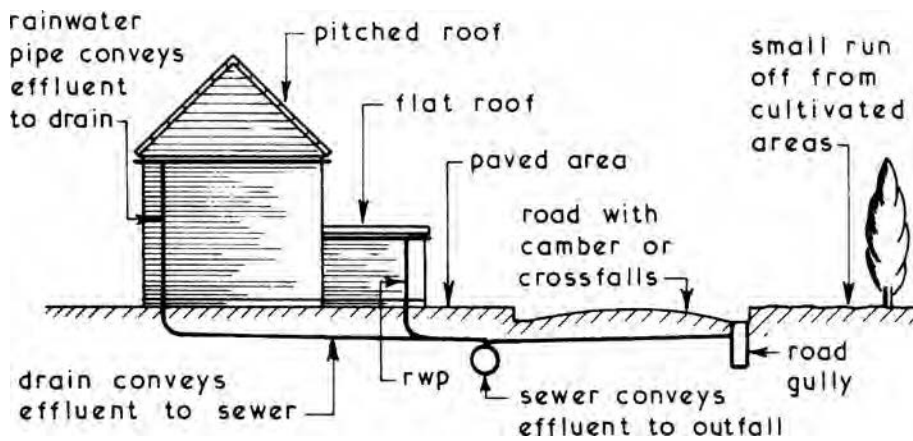 rainwater
pipe conveys
effluent
to drain
pitched roof
flat roof
paved area
road with
camber or
crossfalls
small run
off from
cultivated
areas
drain conveys
effluent to sewer
rwp
sewer conveys
effluent to outfall
road
gully